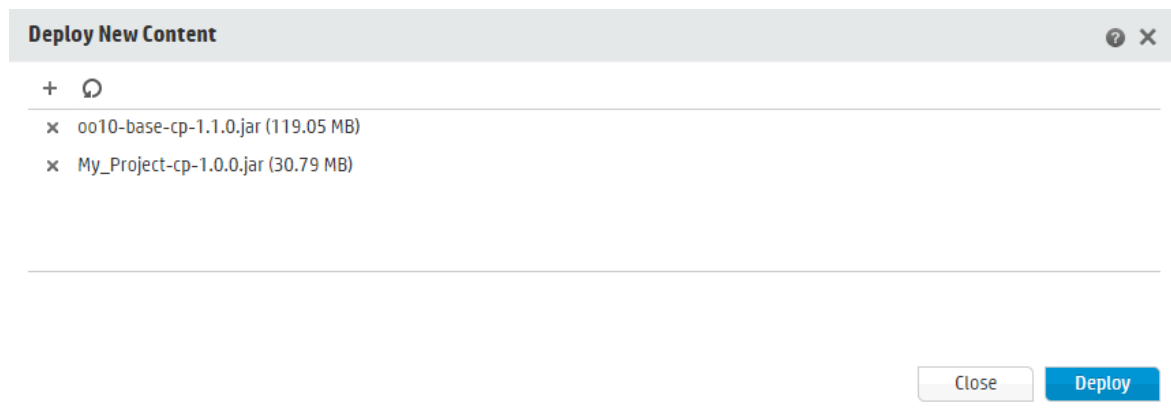 Deploy New Content
oo10-base-cp-1.1.0.jar (119.05 MB)
My_Project-cp-1.0.0.jar (30.79 MB)
Close Deploy